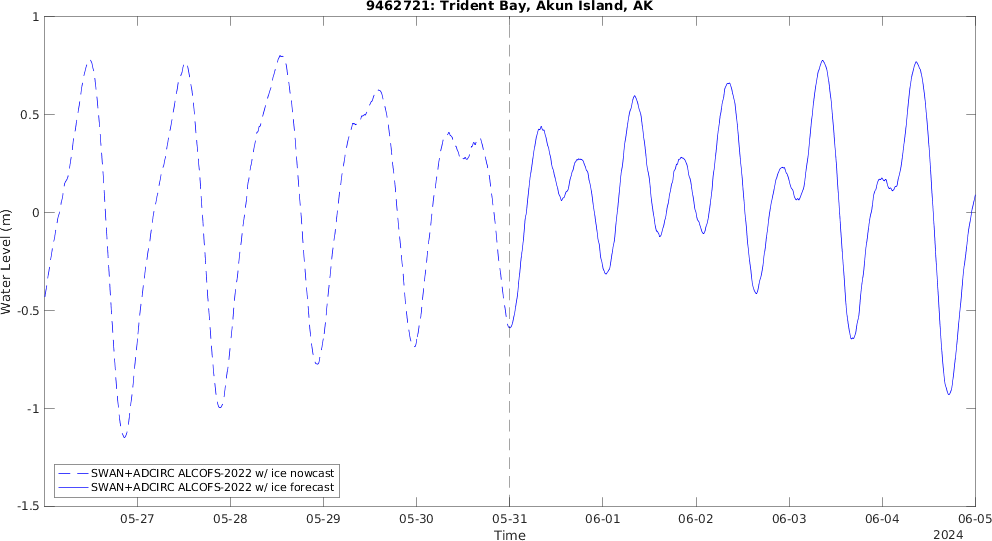 9462721: Trident Bay, Akun Island, AK
1
0.5
0
-0.5
-1
-1.5
Water Level (m)
SWAN+ADCIRC ALCOFS-2022 w/ ice nowcast
SWAN+ADCIRC ALCOFS-2022 w/ ice forecast
05-27 05-28 05-29 05-30 05-31 06-01 06-02 06-03 06-04 06-05
Time
2024